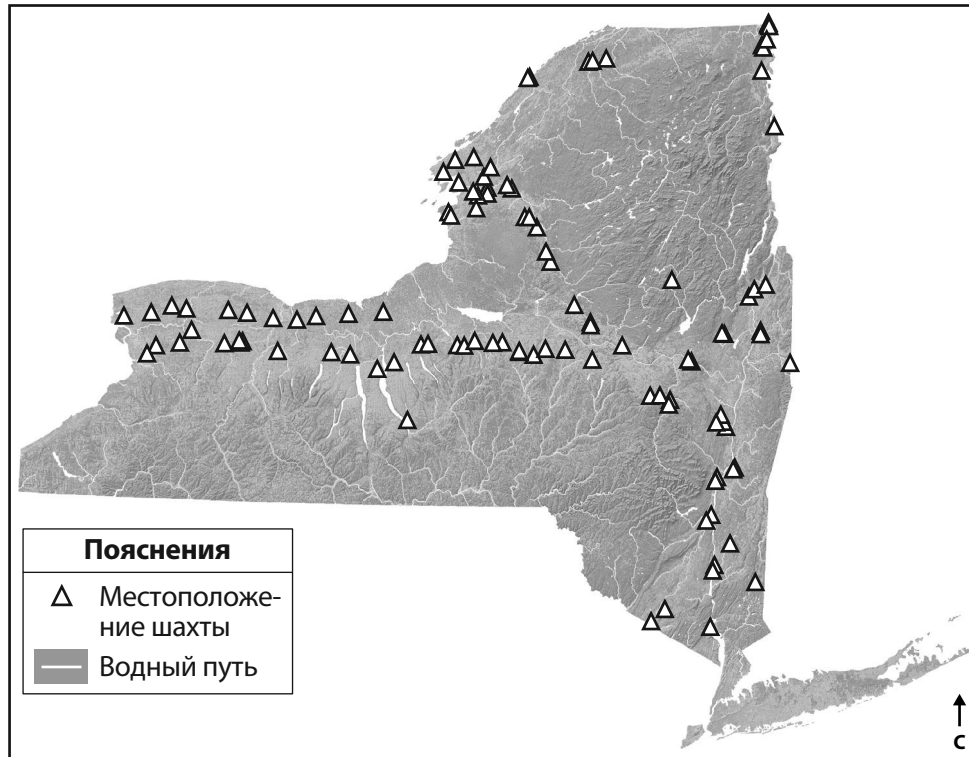 Пояснения
Местоположе-
ние шахты
Водный путь
С